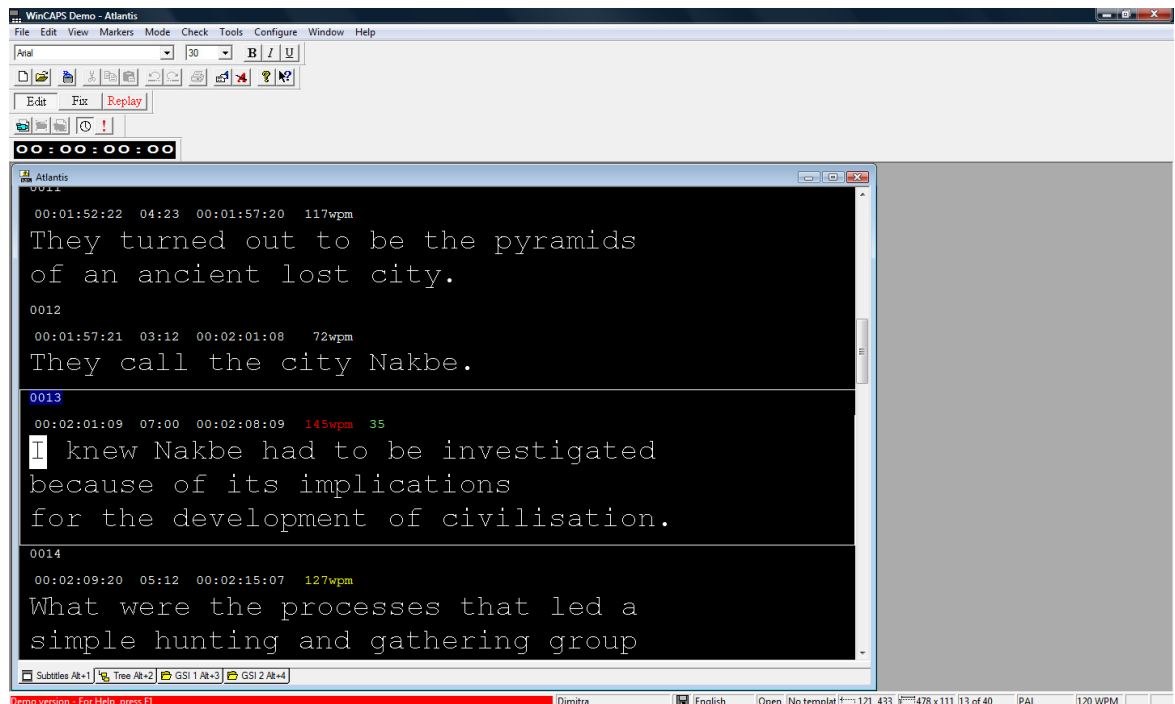 WinCAPS Demo - Atlantis
File Edit View Markers Mode Check Tools Configure Window Help
Arial 30 B I U
Edit Fix Replay
00:00:00:00
Atlantis
0011
00:01:52:22 04:23 00:01:57:20 117wpm
They turned out to be the pyramids
of an ancient lost city.
0012
00:01:57:21 03:12 00:02:01:08 72wpm
They call the city Nakbe.
0013
00:02:01:09 07:00 00:02:08:09 145wpm 35
I knew Nakbe had to be investigated
because of its implications
for the development of civilisation.
0014
00:02:09:20 05:12 00:02:15:07 127wpm
What were the processes that led a
simple hunting and gathering group
Subtitles Alt+1 Tree Alt+2 GSI 1 Alt+3 GSI 2 Alt+4
Demo version - For Help, press F1 Dimitra English Open No templat 121, 433 478 x 111 13 of 40 PAL 120 WPM